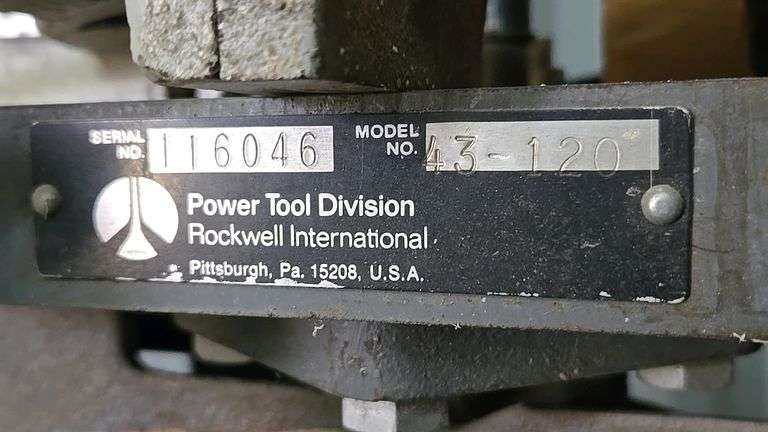 SERIAL NO. 116046
MODEL NO. 43-120
Power Tool Division
Rockwell International
Pittsburgh, Pa. 15208, U.S.A.